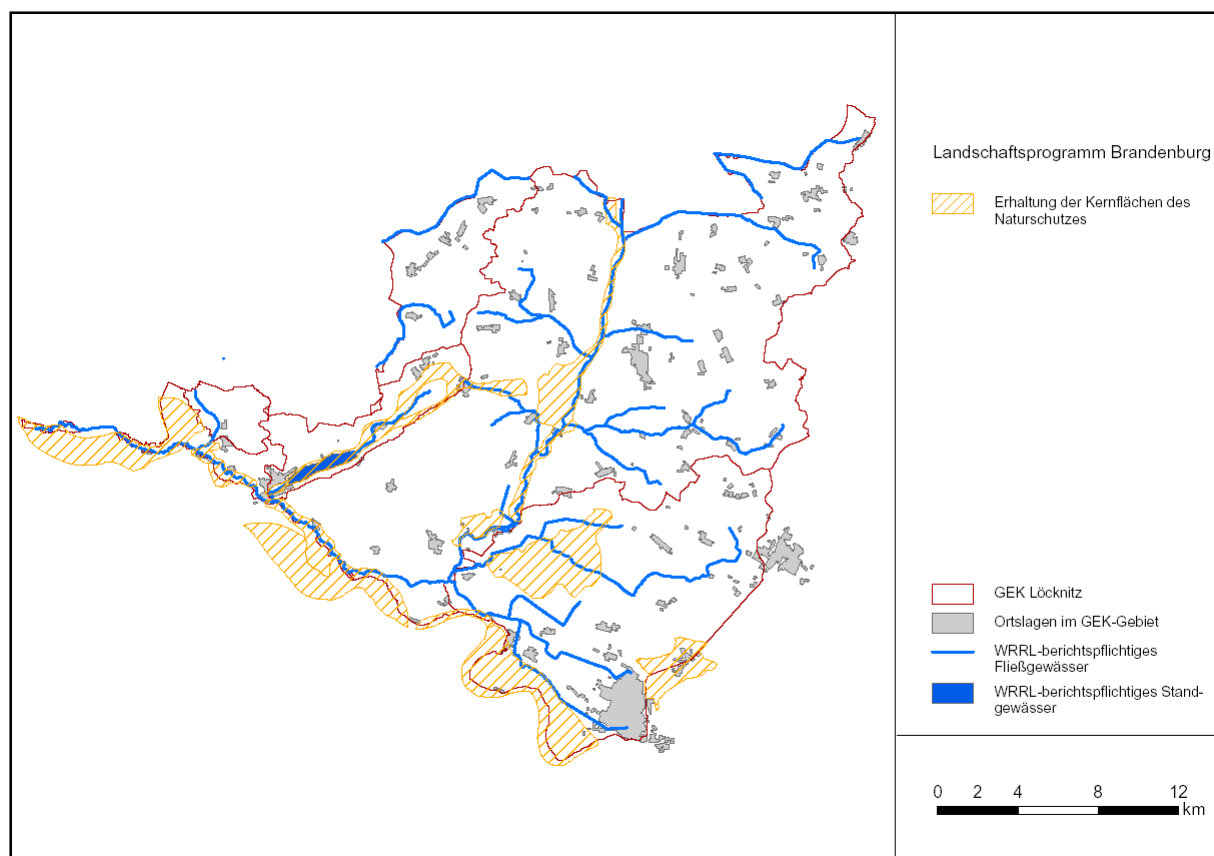 Landschaftsprogramm Brandenburg
Erhaltung der Kernflächen des
Naturschutzes
GEK Löcknitz
Ortslagen im GEK-Gebiet
WRRL-berichtspflichtiges
Fließgewässer
WRRL-berichtspflichtiges Stand-
gewässer
0 2 4 8 12
km